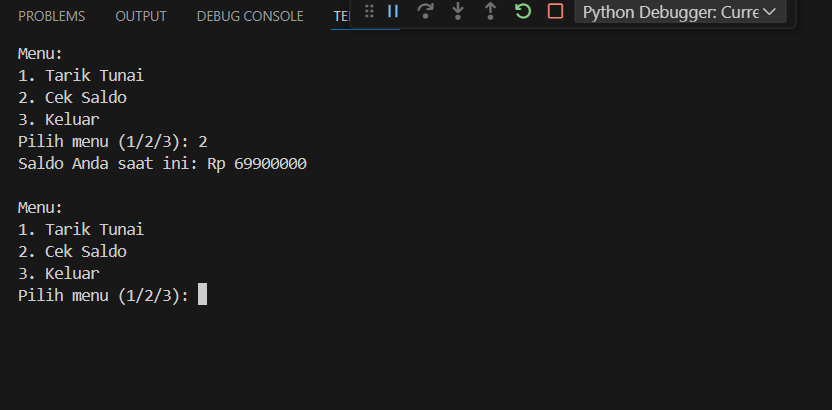 PROBLEMS OUTPUT DEBUG CONSOLE
Python Debugger: Curre
Menu:
1. Tarik Tunai
2. Cek Saldo
3. Keluar
Pilih menu (1/2/3): 2
Saldo Anda saat ini: Rp 69900000
Menu:
1. Tarik Tunai
2. Cek Saldo
3. Keluar
Pilih menu (1/2/3):